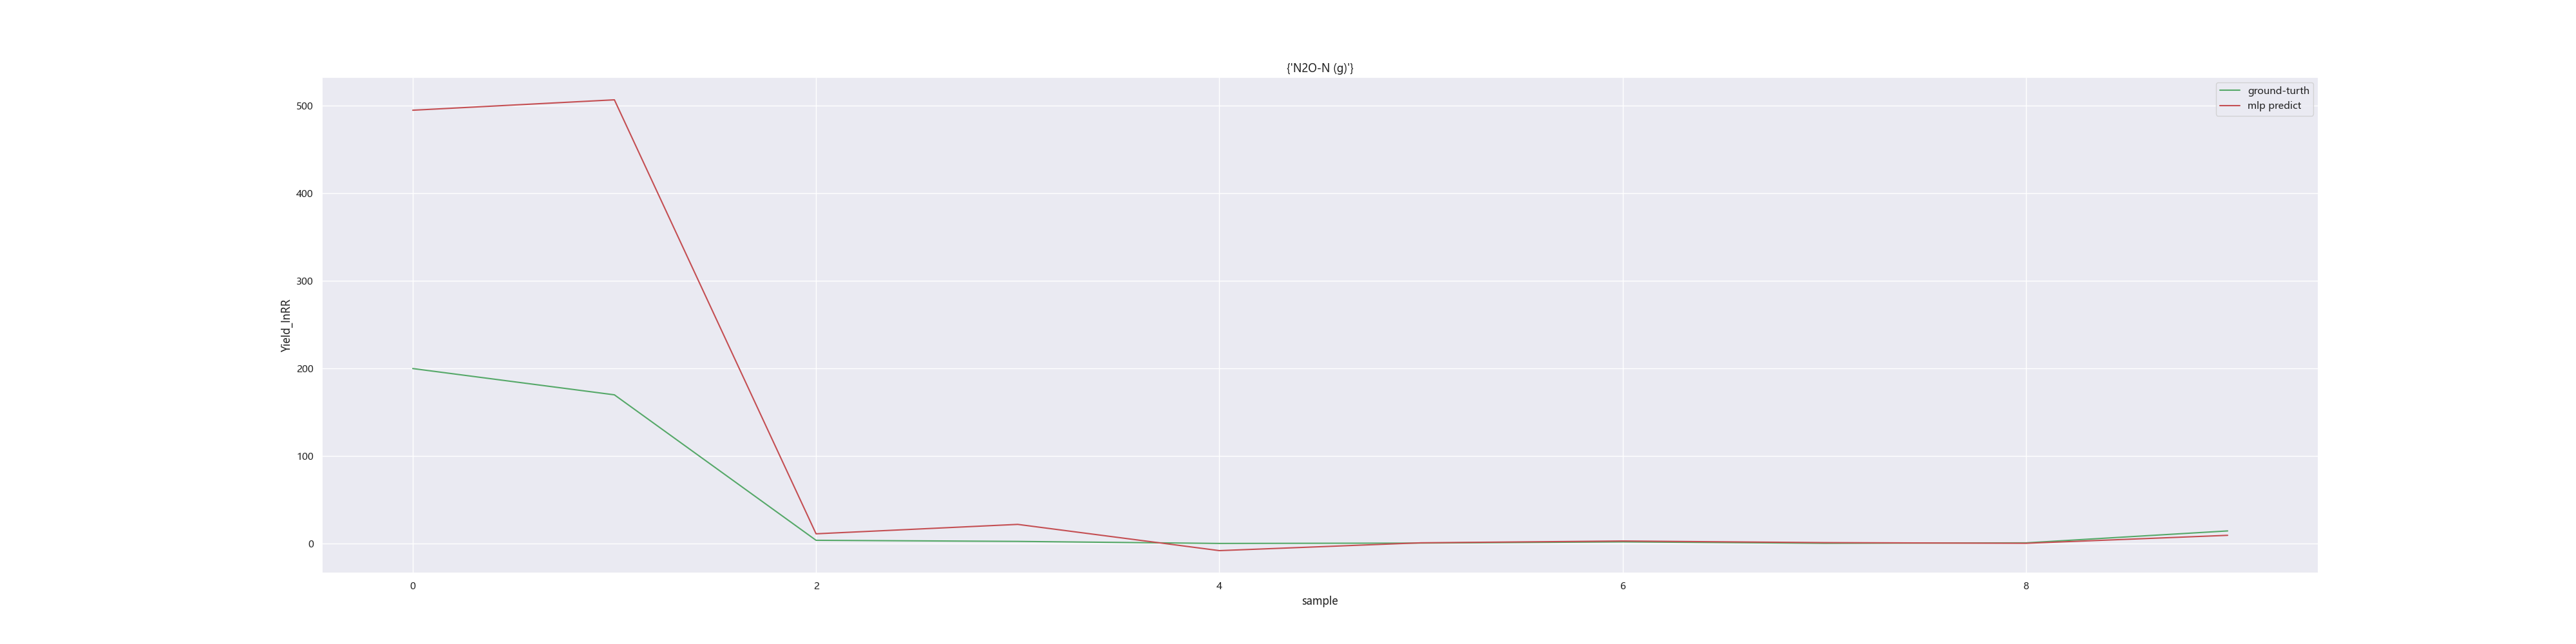 {'N2O-N (g)'}
ground-turth
mlp predict
500
400
300
200
100
0
Yield_lnRR
0 2 4 6 8
sample